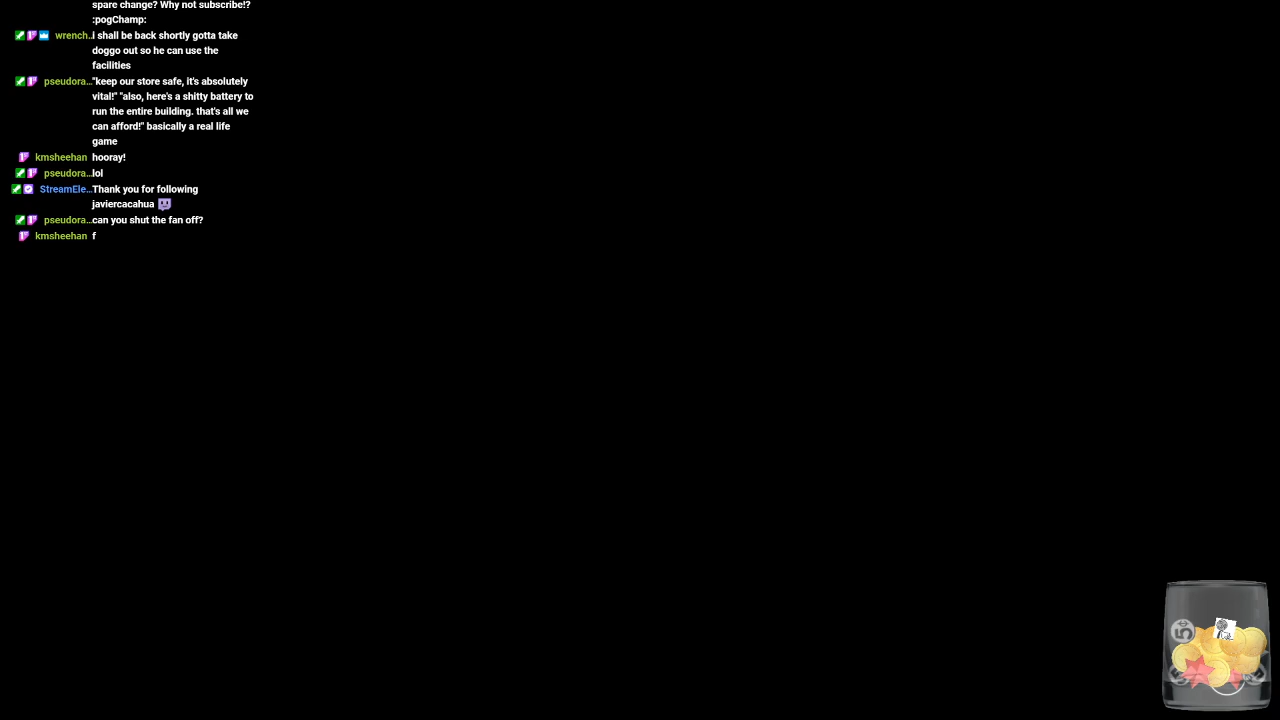 spare change? Why not subscribe!?
:pogChamp:
wrench.. i shall be back shortly gotta take
doggo out so he can use the
facilities
pseudora... "keep our store safe, it's absolutely
vital!" "also, here's a shitty battery to
run the entire building. that's all we
can afford!" basically a real life
game
kmsheehan hooray!
pseudora... lol
StreamEle... Thank you for following
javiercacahua
pseudora... can you shut the fan off?
kmsheehan f
5¢